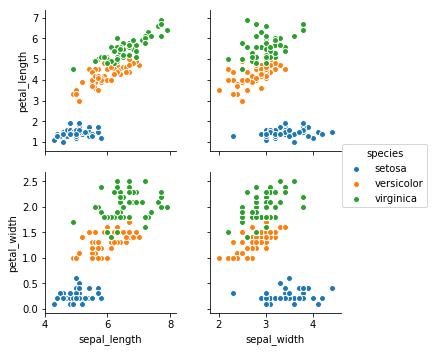 petal_length
7
6
5
4
3
2
1
petal_width
2.5
2.0
1.5
1.0
0.5
0.0
4 6 8
sepal_length
2 3 4
sepal_width
species
setosa
versicolor
virginica